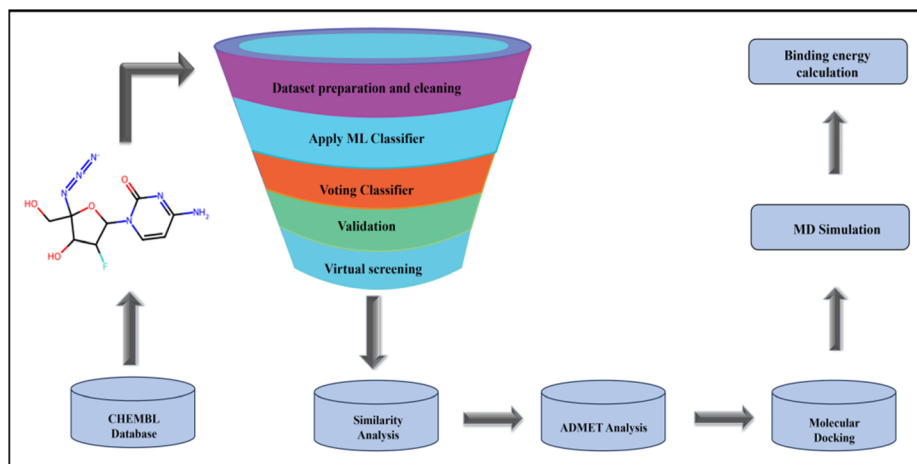 Dataset preparation and cleaning
Apply ML Classifier
Voting Classifier
Validation
Virtual screening
N⁻
N
N
HO
O
HO
F
N
O
N
NH₂
CHEMBL
Database
Similarity
Analysis
ADMET Analysis
Molecular
Docking
MD Simulation
Binding energy
calculation